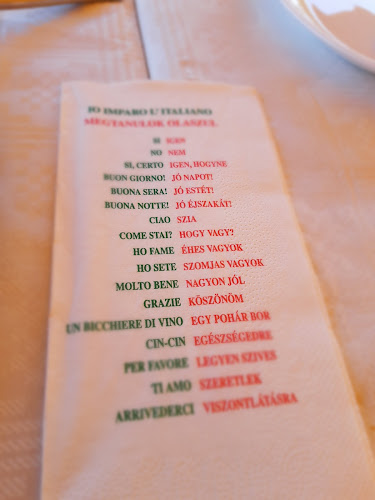 IO IMPARO L'ITALIANO
MEGTANULOK OLASZUL
SI IGEN
NO NEM
SI, CERTO IGEN, HOGYNE
BUON GIORNO! JÓ NAPOT!
BUONA SERA! JÓ ESTÉT!
BUONA NOTTE! JÓ ÉJSZAKÁT!
CIAO SZIA
COME STAI? HOGY VAGY?
HO FAME ÉHES VAGYOK
HO SETE SZOMJAS VAGYOK
MOLTO BENE NAGYON JÓL
GRAZIE KÖSZÖNÖM
UN BICCHIERE DI VINO EGY POHÁR BOR
CIN-CIN EGÉSZSÉGEDRE
PER FAVORE LEGYEN SZIVES
TI AMO SZERETLEK
ARRIVEDERCI VISZONTLÁTÁSRA